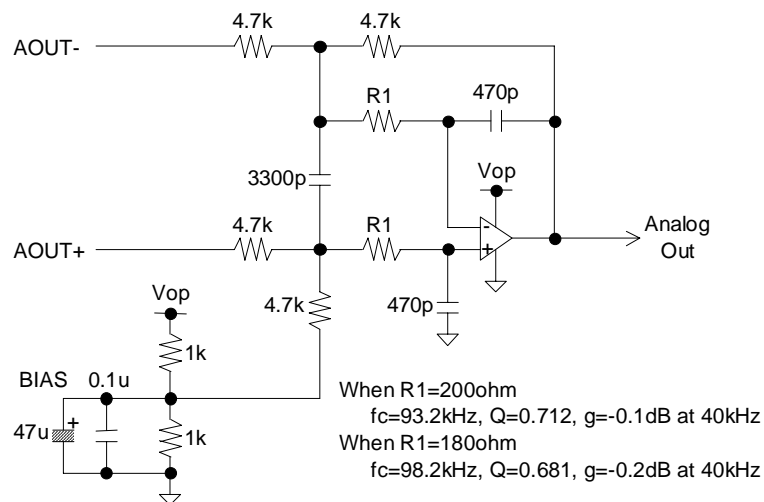 4.7k
4.7k
AOUT-
470p
R1
Vop
3300p
-
4.7k
R1
Analog
Out
+
AOUT+
Vop
4.7k
470p
1k
BIAS
0.1u
+
47u
1k
When R1=200ohm
fc=93.2kHz, Q=0.712, g=-0.1dB at 40kHz
When R1=180ohm
fc=98.2kHz, Q=0.681, g=-0.2dB at 40kHz